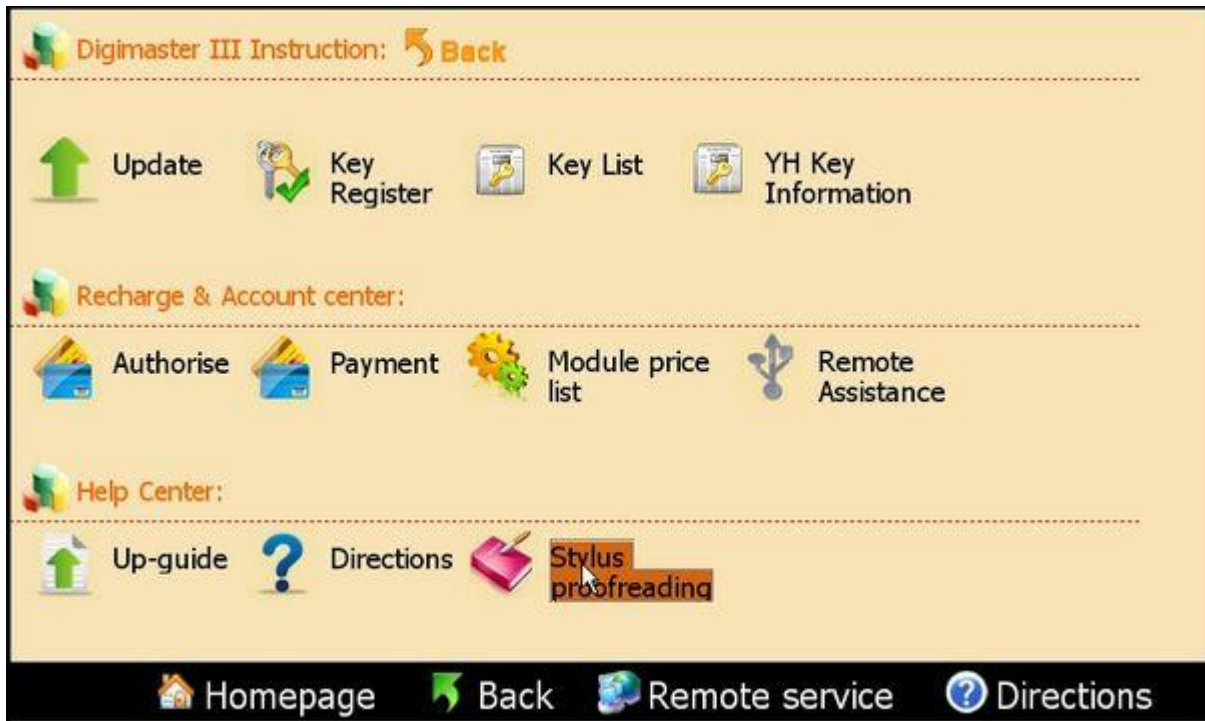 Digimaster III Instruction: Back
Update Key Key List YH Key
Register Information
Recharge & Account center:
Authorise Payment Module price Remote
list Assistance
Help Center:
Up-guide Directions Stylus
proofreading
Homepage Back Remote service Directions